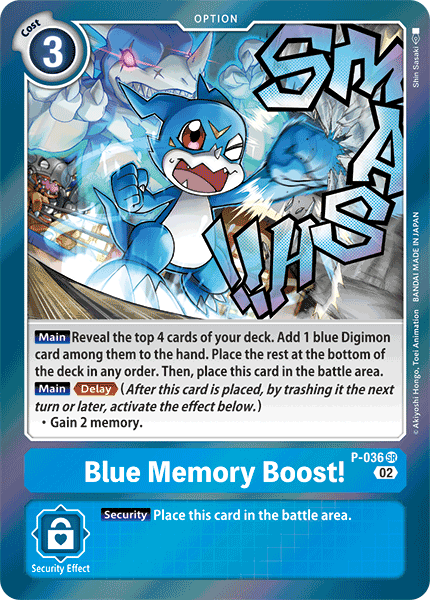 OPTION
Cost
3
Shin Sasaki
SMASH!!!
Main Reveal the top 4 cards of your deck. Add 1 blue Digimon
card among them to the hand. Place the rest at the bottom of
the deck in any order. Then, place this card in the battle area.
Main Delay (After this card is placed, by trashing it the next
turn or later, activate the effect below.)
・Gain 2 memory.
©Akiyoshi Hongo, Toei Animation BANDAI MADE IN JAPAN
P-036 SR
Blue Memory Boost!
02
Security Place this card in the battle area.
Security Effect